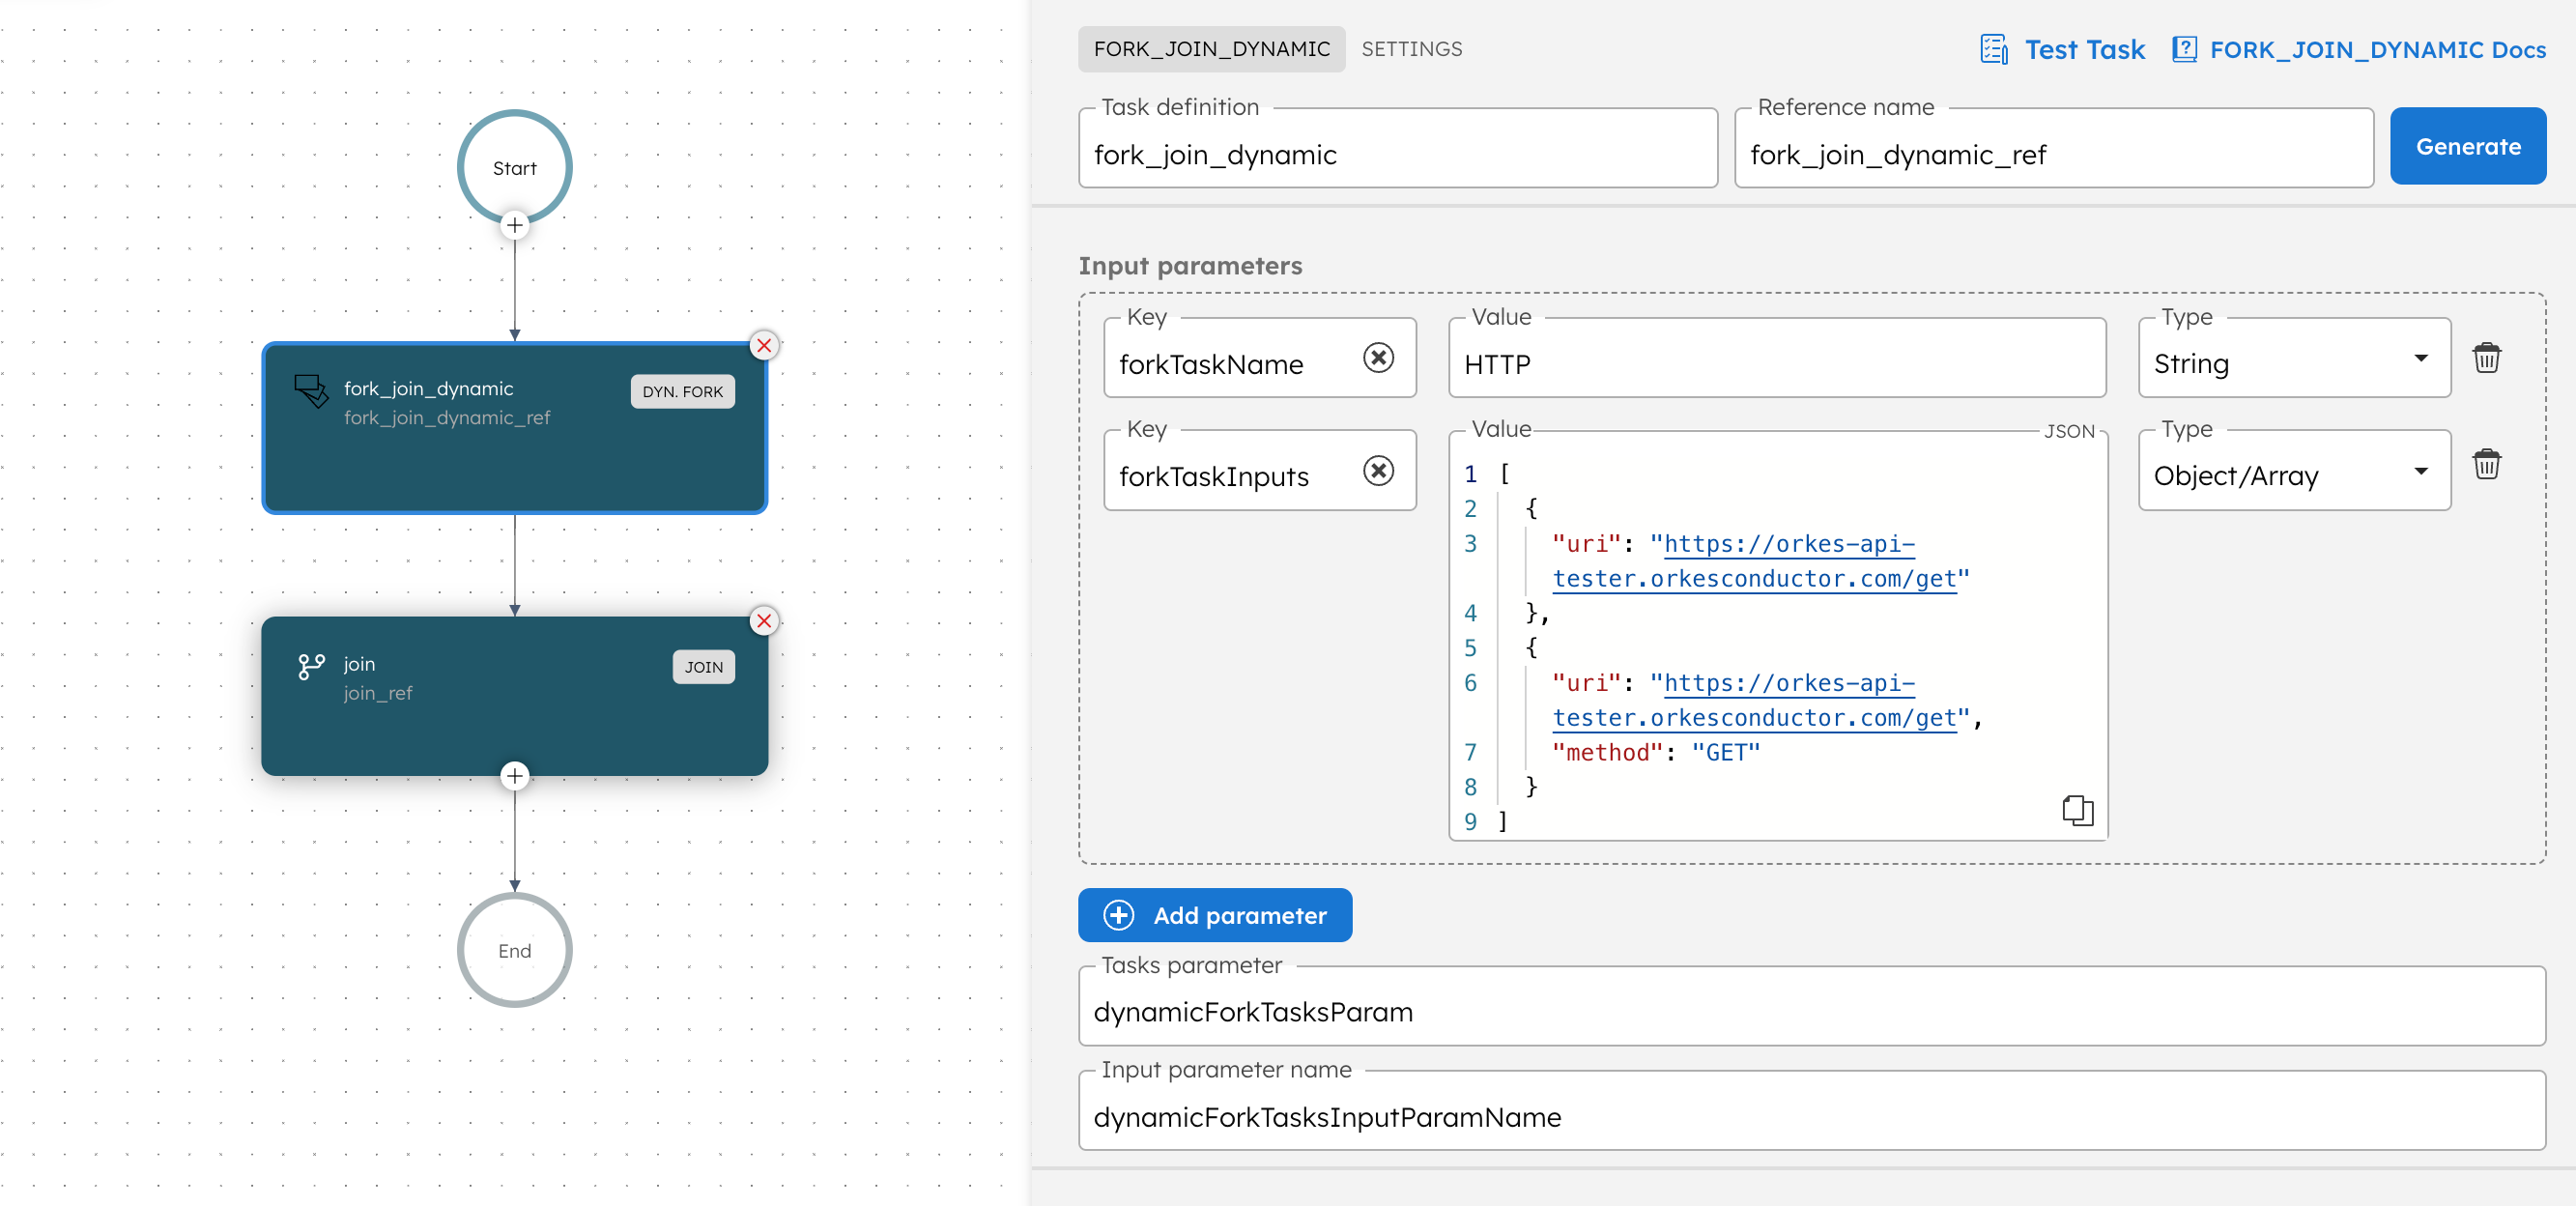 Start
fork_join_dynamic
DYN. FORK
fork_join_dynamic_ref
join
JOIN
join_ref
End
FORK_JOIN_DYNAMIC
SETTINGS
Test Task
FORK_JOIN_DYNAMIC Docs
Task definition
fork_join_dynamic
Reference name
fork_join_dynamic_ref
Generate
Input parameters
Key
forkTaskName
Value
HTTP
Type
String
Key
forkTaskInputs
Value
JSON
1 [
2 {
3 "uri": "https://orkes-api-
tester.orkesconductor.com/get"
4 },
5 {
6 "uri": "https://orkes-api-
tester.orkesconductor.com/get",
7 "method": "GET"
8 }
9 ]
Type
Object/Array
Add parameter
Tasks parameter
dynamicForkTasksParam
Input parameter name
dynamicForkTasksInputParamName